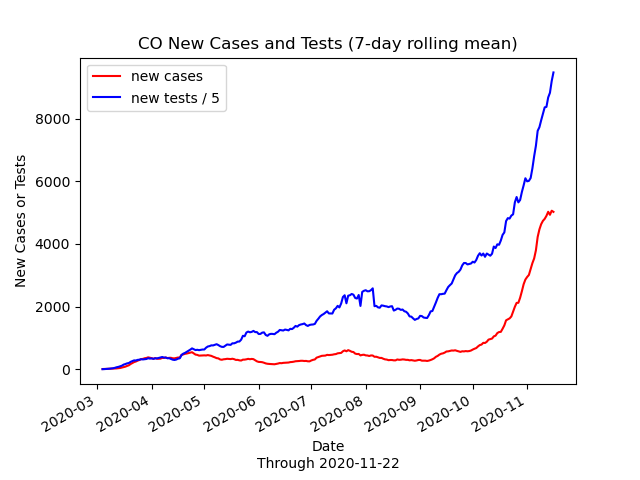 CO New Cases and Tests (7-day rolling mean)
new cases
new tests / 5
8000
6000
4000
2000
0
New Cases or Tests
2020-03
2020-04
2020-05
2020-06
2020-07
2020-08
2020-09
2020-10
2020-11
Date
Through 2020-11-22